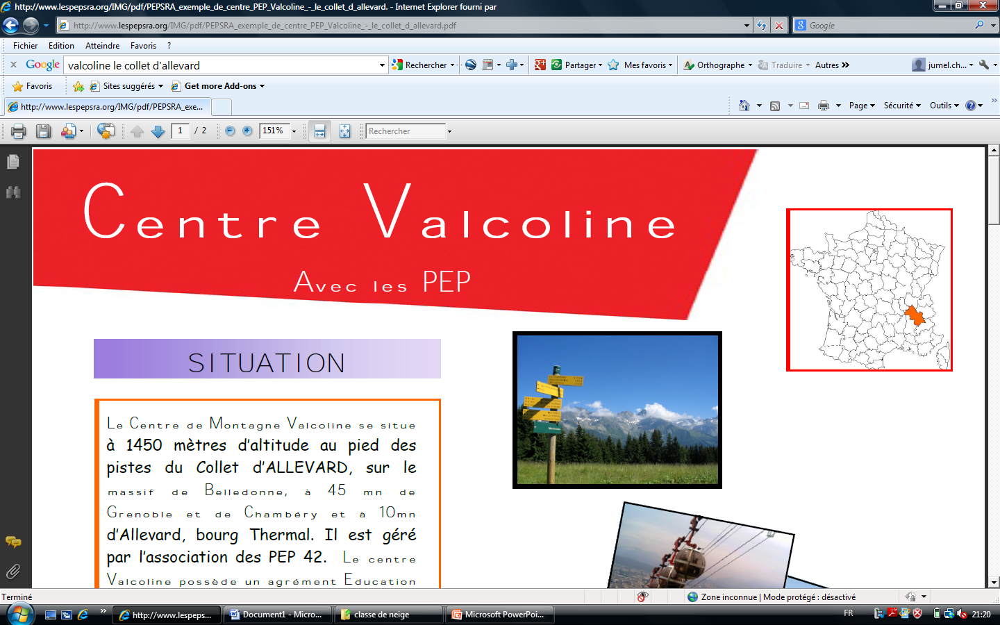 http://www.lespepsra.org/IMG/pdf/PEPSRA_exemple_de_centre_PEP_Valcoline_-_le_collet_d_allevard. - Internet Explorer fourni par
http://www.lespepsra.org/IMG/pdf/PEPSRA_exemple_de_centre_PEP_Valcoline_-_le_collet_d_allevard.pdf
Google
Fichier Edition Atteindre Favoris ?
x Google valcoline le collet d'allevard Rechercher Partager Mes favoris Orthographe Traduire Autres » jumel.ch...
Favoris Sites suggérés Get more Add-ons
http://www.lespepsra.org/IMG/pdf/PEPSRA_exe... Page Sécurité Outils »
1 / 2 151% Rechercher
Centre Valcoline
Avec les PEP
SITUATION
Le Centre de Montagne Valcoline se situe
à 1450 mètres d'altitude au pied des
pistes du Collet d'ALLEVARD, sur le
massif de Belledonne, à 45 mn de
Grenoble et de Chambéry et à 10mn
d'Allevard, bourg Thermal. Il est géré
par l'association des PEP 42. Le centre
Valcoline possède un agrément Education
Terminé Zone inconnue | Mode protégé : désactivé
» http://www.lespeps... Document1 - Micro... classe de neige Microsoft PowerPoi... FR 21:20